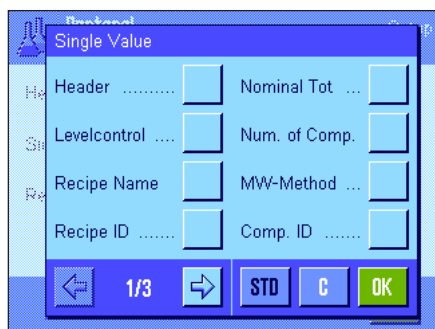 Single Value
Header ..........
Nominal Tot ...
Levelcontrol ....
Num. of Comp.
Recipe Name
MW-Method ...
Recipe ID .......
Comp. ID .......
1/3
STD
C
OK